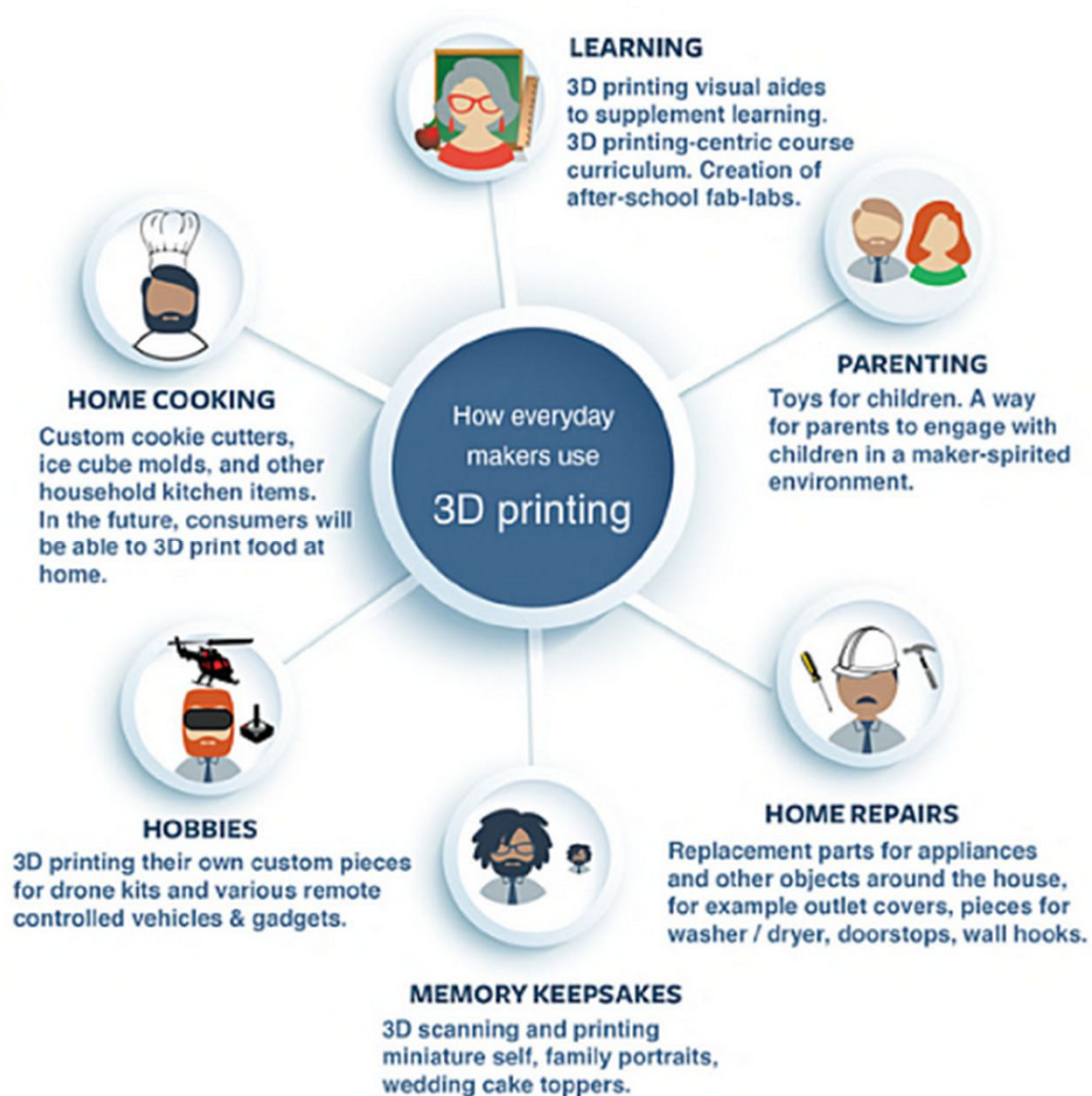 LEARNING
3D printing visual aides
to supplement learning.
3D printing-centric course
curriculum. Creation of
after-school fab-labs.
PARENTING
Toys for children. A way
for parents to engage with
children in a maker-spirited
environment.
How everyday
makers use
3D printing
HOME COOKING
Custom cookie cutters,
ice cube molds, and other
household kitchen items.
In the future, consumers will
be able to 3D print food at
home.
HOBBIES
3D printing their own custom pieces
for drone kits and various remote
controlled vehicles & gadgets.
HOME REPAIRS
Replacement parts for appliances
and other objects around the house,
for example outlet covers, pieces for
washer / dryer, doorstops, wall hooks.
MEMORY KEEPSAKES
3D scanning and printing
miniature self, family portraits,
wedding cake toppers.